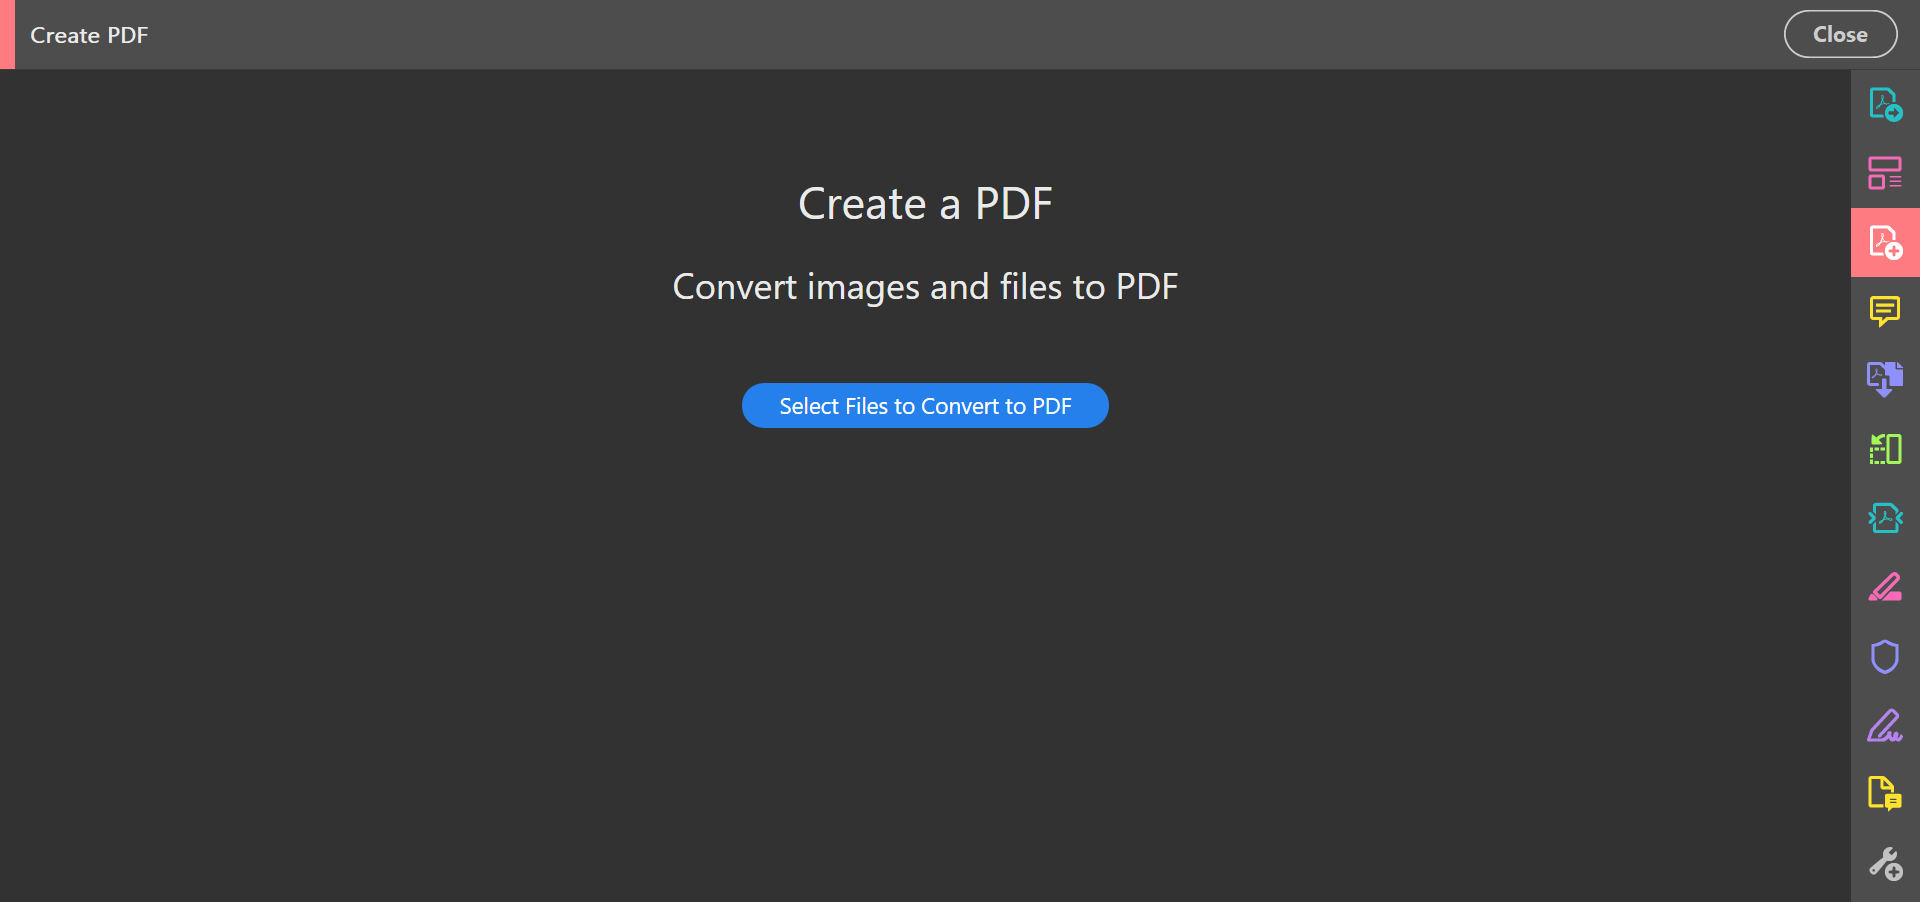 Create PDF
Close
Create a PDF
Convert images and files to PDF
Select Files to Convert to PDF